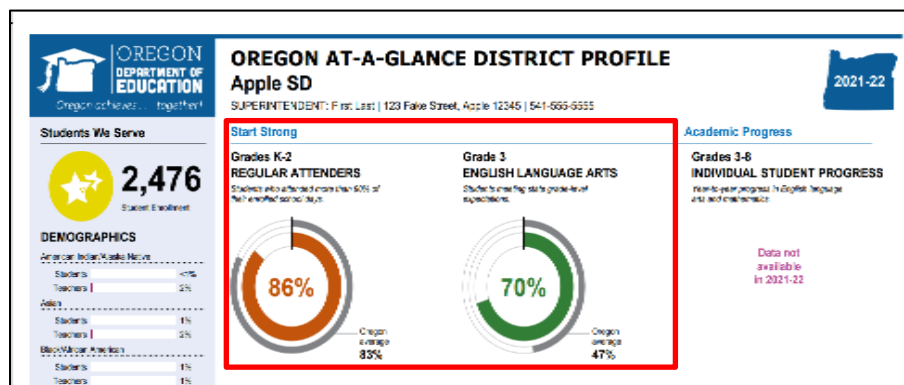 OREGON
DEPARTMENT OF
EDUCATION
Oregon achieves... together!
OREGON AT-A-GLANCE DISTRICT PROFILE
Apple SD
SUPERINTENDENT: First Last | 123 Fake Street, Apple 12345 | 541-555-5555
2021-22
Students We Serve
2,476
Student Enrollment
DEMOGRAPHICS
American Indian/Alaska Native
Students <1%
Teachers 2%
Asian
Students 1%
Teachers 2%
Black/African American
Students 1%
Teachers 1%
Start Strong
Grades K-2
REGULAR ATTENDERS
Students who attended more than 90% of
their enrolled school days.
86%
Oregon
average
83%
Grade 3
ENGLISH LANGUAGE ARTS
Students meeting state grade-level
expectations.
70%
Oregon
average
47%
Academic Progress
Grades 3-8
INDIVIDUAL STUDENT PROGRESS
Year-to-year progress in English language
arts and mathematics.
Data not
available
in 2021-22